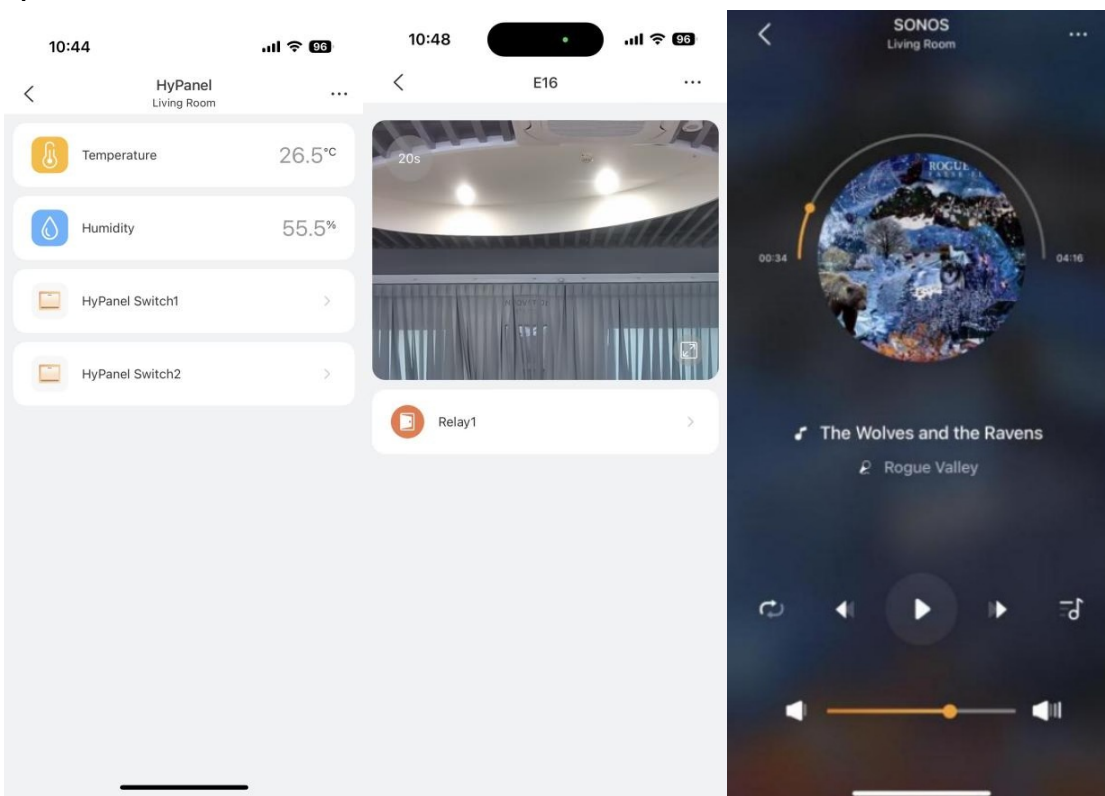 10:44
96
HyPanel
Living Room
Temperature
26.5°C
Humidity
55.5%
HyPanel Switch1
HyPanel Switch2
10:48
96
E16
20s
Relay1
SONOS
Living Room
ROGUE
00:34
04:16
The Wolves and the Ravens
Rogue Valley